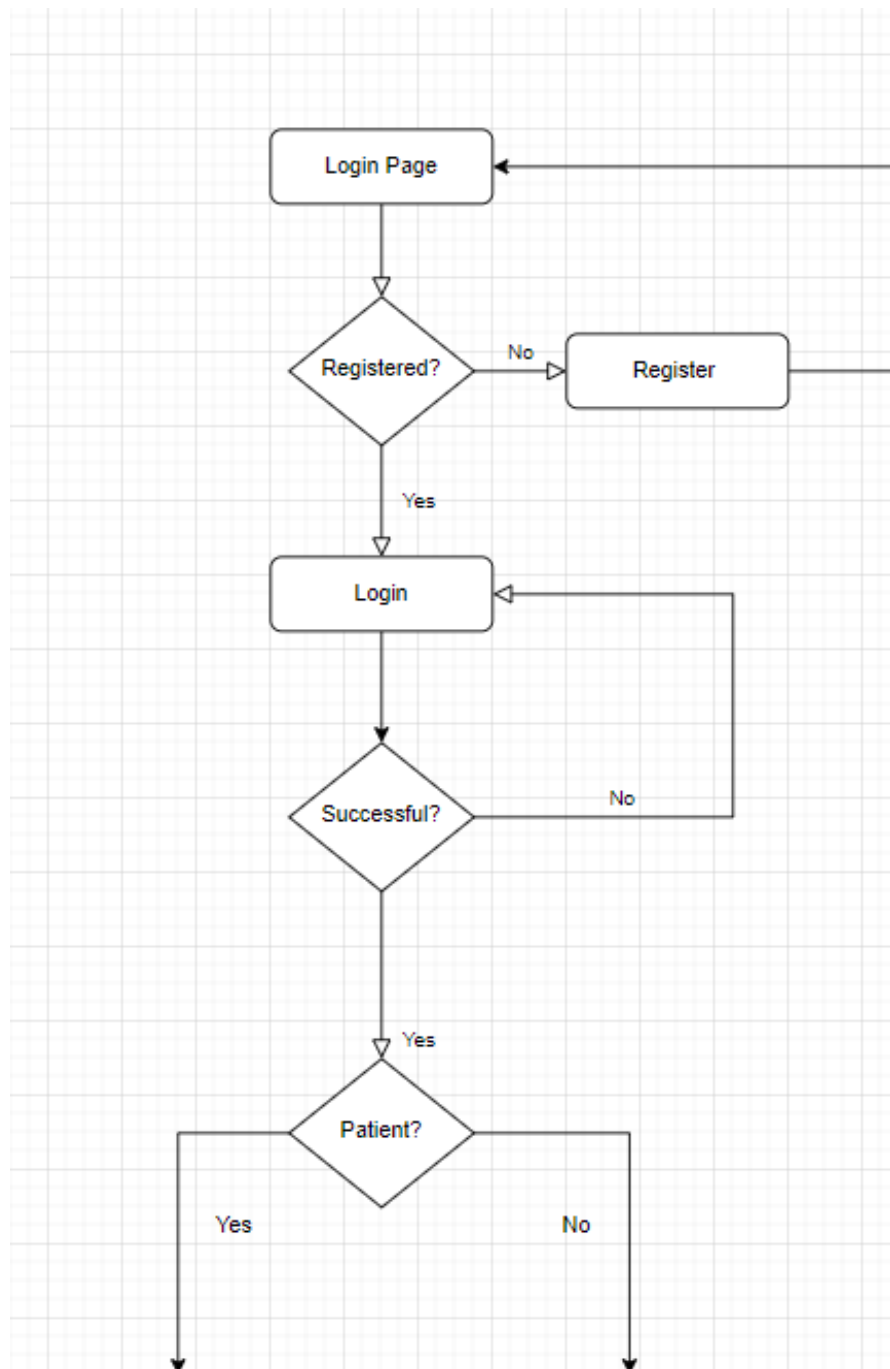 Login Page
Registered?
No
Register
Yes
Login
Successful?
No
Yes
Patient?
Yes
No